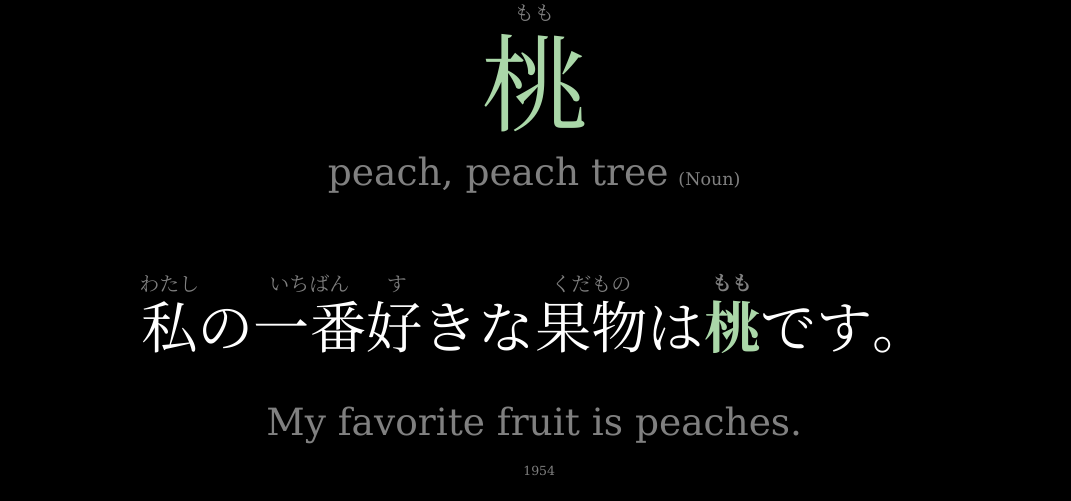 もも
桃
peach, peach tree (Noun)
わたし いちばん す くだもの もも
私の一番好きな果物は桃です。
My favorite fruit is peaches.
1954